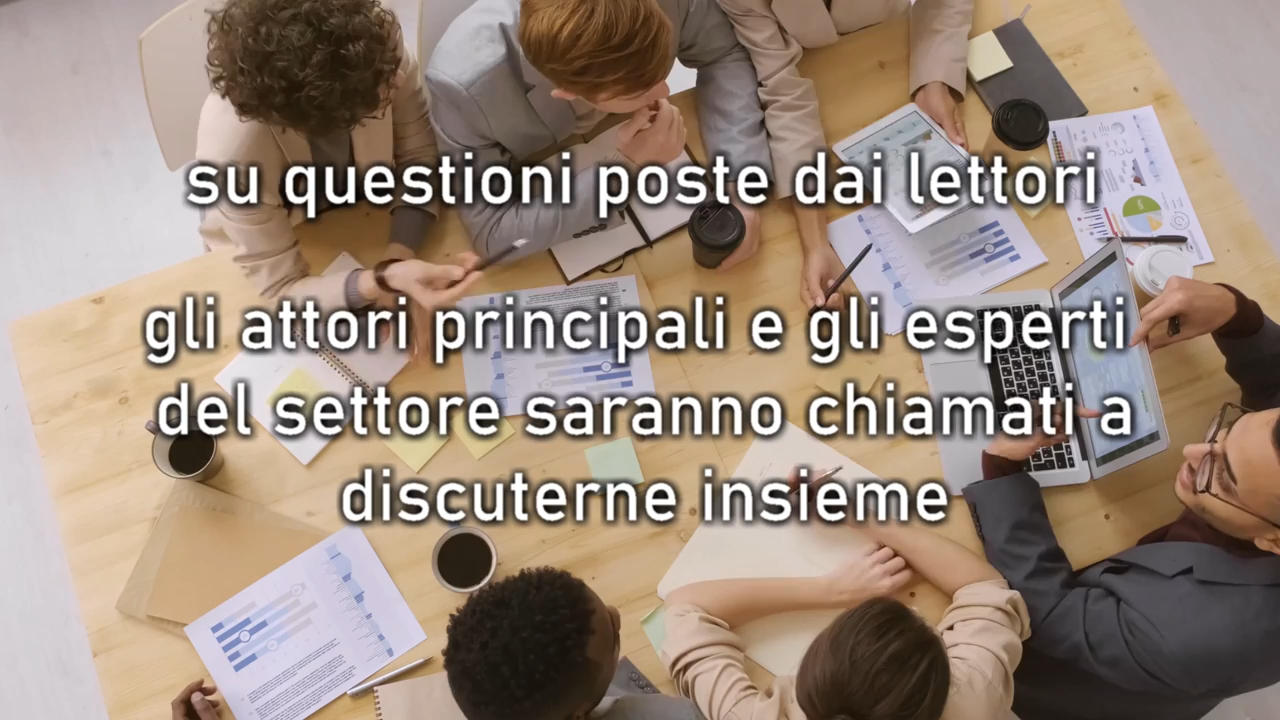 su questioni poste dai lettori
gli attori principali e gli esperti
del settore saranno chiamati a
discuterne insieme